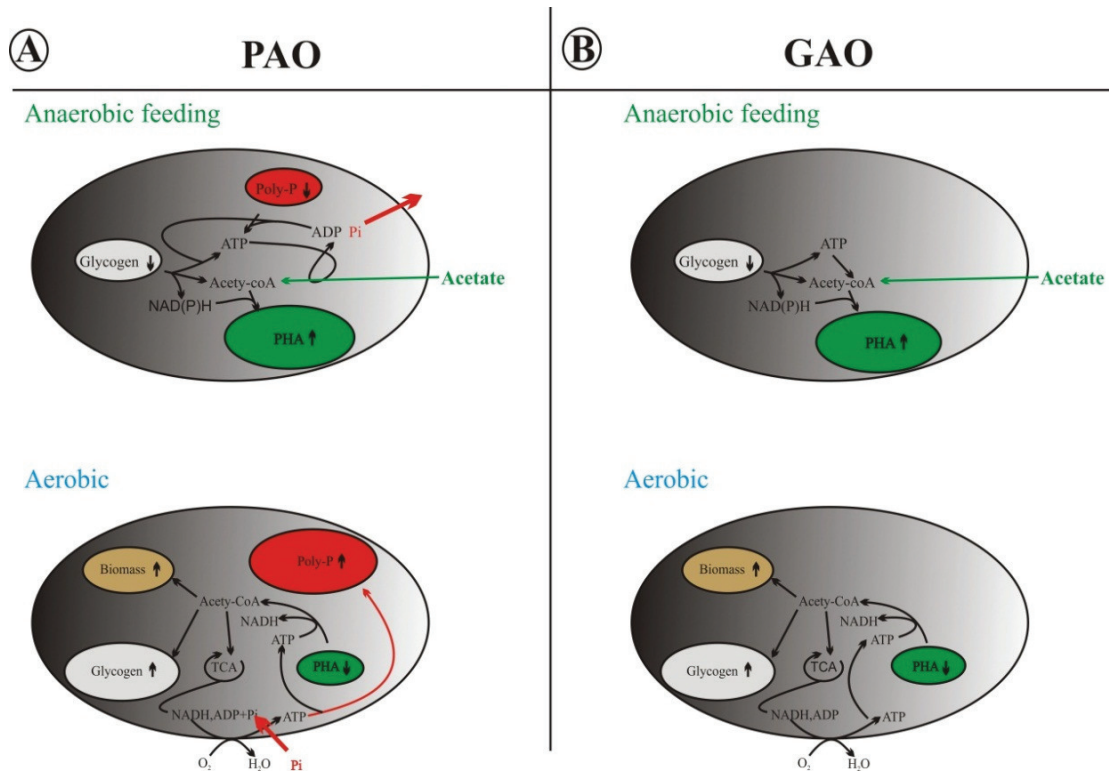 A PAO
B GAO
Anaerobic feeding
Poly-P
ADP Pi
ATP
Glycogen
Acety-coA
Acetate
NAD(P)H
PHA
Anaerobic feeding
ATP
Glycogen
Acety-coA
Acetate
NAD(P)H
PHA
Aerobic
Poly-P
Biomass
Acety-CoA
NADH
ATP
Glycogen
TCA
PHA
NADH,ADP+Pi
ATP
O₂
H₂O
Pi
Aerobic
Biomass
Acety-CoA
NADH
ATP
Glycogen
TCA
PHA
NADH,ADP
ATP
O₂
H₂O